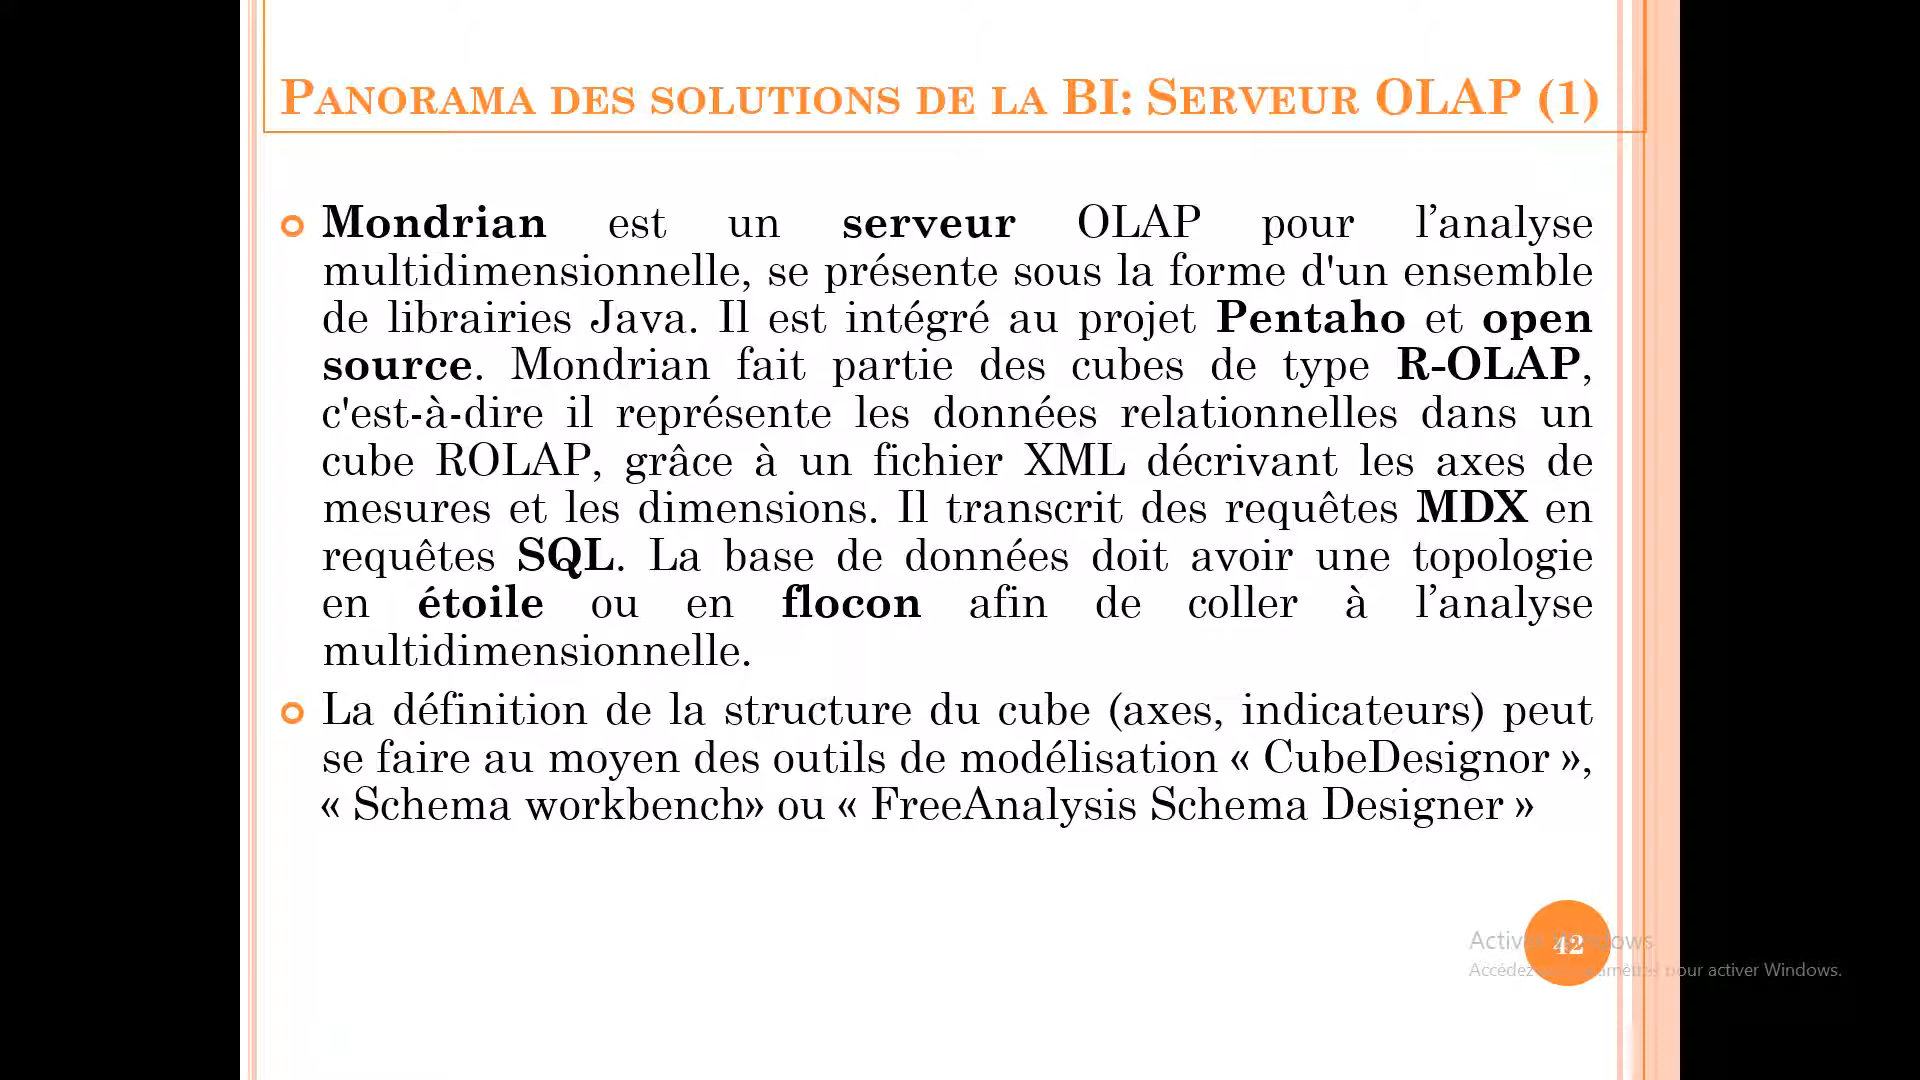 PANORAMA DES SOLUTIONS DE LA BI: SERVEUR OLAP (1)
Mondrian est un serveur OLAP pour l’analyse
multidimensionnelle, se présente sous la forme d'un ensemble
de librairies Java. Il est intégré au projet Pentaho et open
source. Mondrian fait partie des cubes de type R-OLAP,
c'est-à-dire il représente les données relationnelles dans un
cube ROLAP, grâce à un fichier XML décrivant les axes de
mesures et les dimensions. Il transcrit des requêtes MDX en
requêtes SQL. La base de données doit avoir une topologie
en étoile ou en flocon afin de coller à l’analyse
multidimensionnelle.
La définition de la structure du cube (axes, indicateurs) peut
se faire au moyen des outils de modélisation « CubeDesignor »,
« Schema workbench» ou « FreeAnalysis Schema Designer »
42
Accédez pour activer Windows.